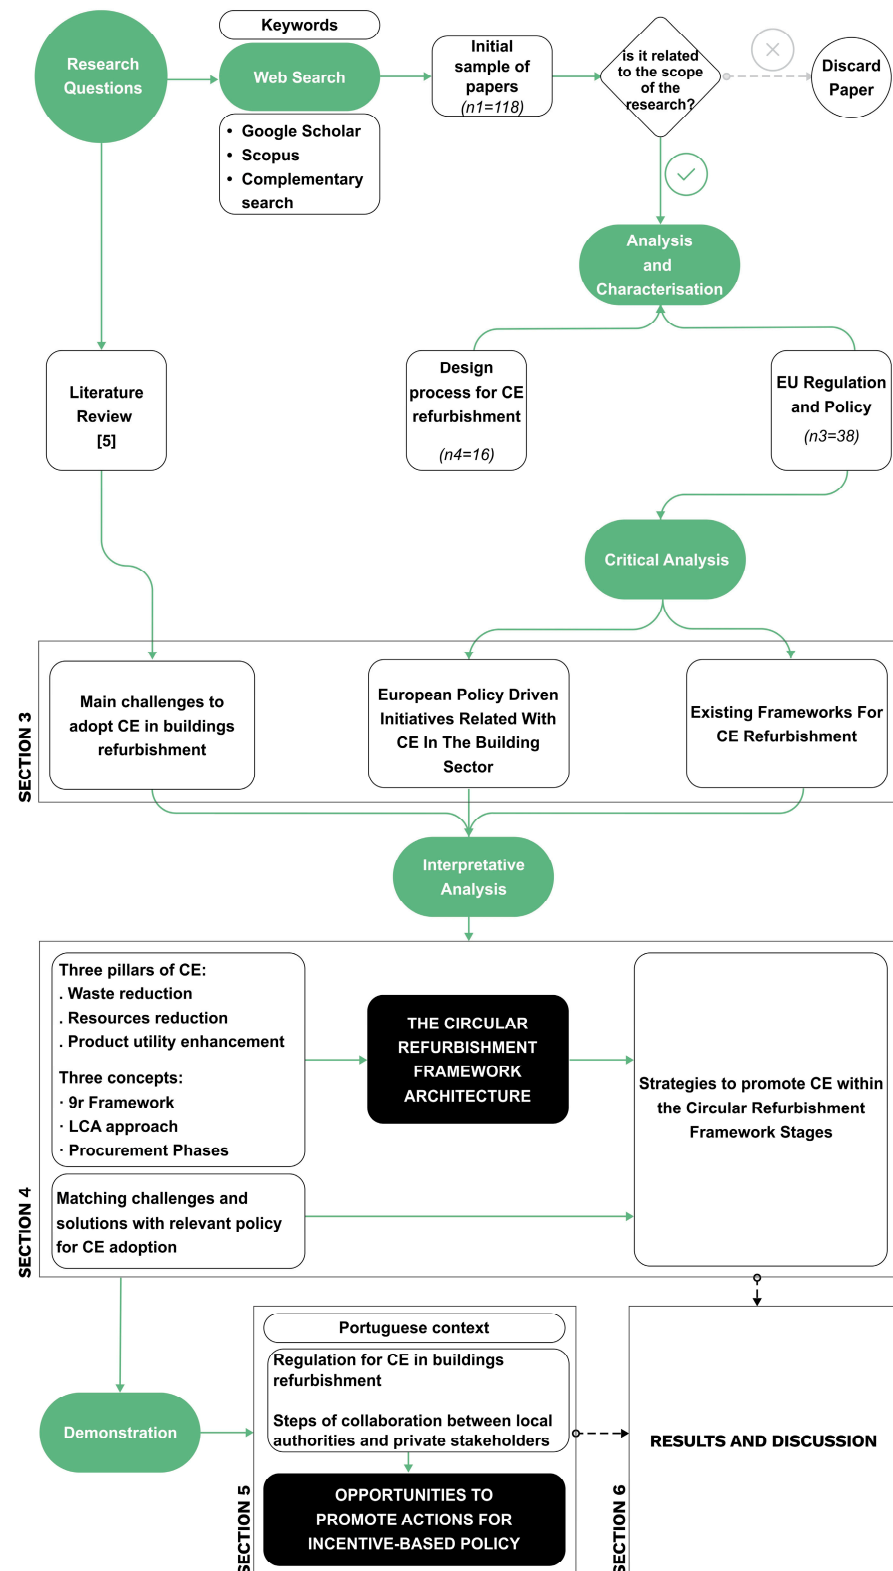 Research
Questions
Keywords
Web Search
• Google Scholar
• Scopus
• Complementary
search
Initial
sample of
papers
(n1=118)
is it related
to the scope
of the
research?
Discard
Paper
Analysis
and
Characterisation
Literature
Review
[5]
Design
process for CE
refurbishment
(n4=16)
EU Regulation
and Policy
(n3=38)
Critical Analysis
SECTION 3
Main challenges to
adopt CE in buildings
refurbishment
European Policy Driven
Initiatives Related With
CE In The Building
Sector
Existing Frameworks For
CE Refurbishment
Interpretative
Analysis
SECTION 4
Three pillars of CE:
. Waste reduction
. Resources reduction
. Product utility enhancement
Three concepts:
· 9r Framework
· LCA approach
· Procurement Phases
THE CIRCULAR
REFURBISHMENT
FRAMEWORK
ARCHITECTURE
Strategies to promote CE within
the Circular Refurbishment
Framework Stages
Matching challenges and
solutions with relevant policy
for CE adoption
Demonstration
SECTION 5
Portuguese context
Regulation for CE in buildings
refurbishment
Steps of collaboration between local
authorities and private stakeholders
OPPORTUNITIES TO
PROMOTE ACTIONS FOR
INCENTIVE-BASED POLICY
SECTION 6
RESULTS AND DISCUSSION